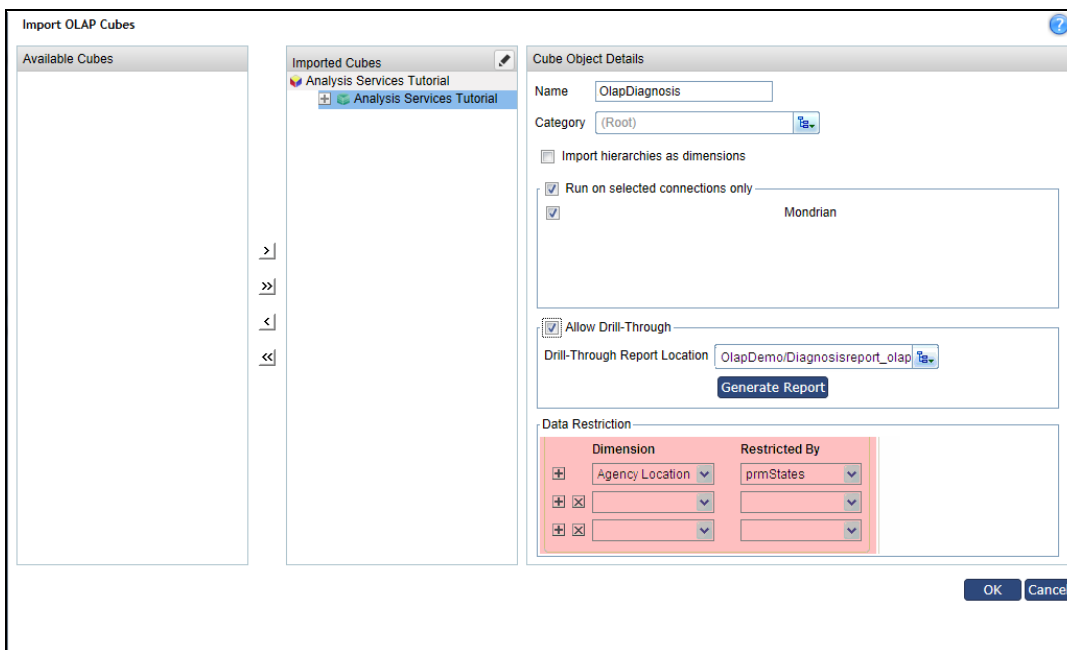 Import OLAP Cubes
?
Available Cubes
Imported Cubes
Analysis Services Tutorial
Analysis Services Tutorial
>
>>
<
<<
Cube Object Details
Name OlapDiagnosis
Category (Root)
Import hierarchies as dimensions
Run on selected connections only
Mondrian
Allow Drill-Through
Drill-Through Report Location OlapDemo/Diagnosisreport_olap
Generate Report
Data Restriction
Dimension Restricted By
Agency Location prmStates
OK Cance